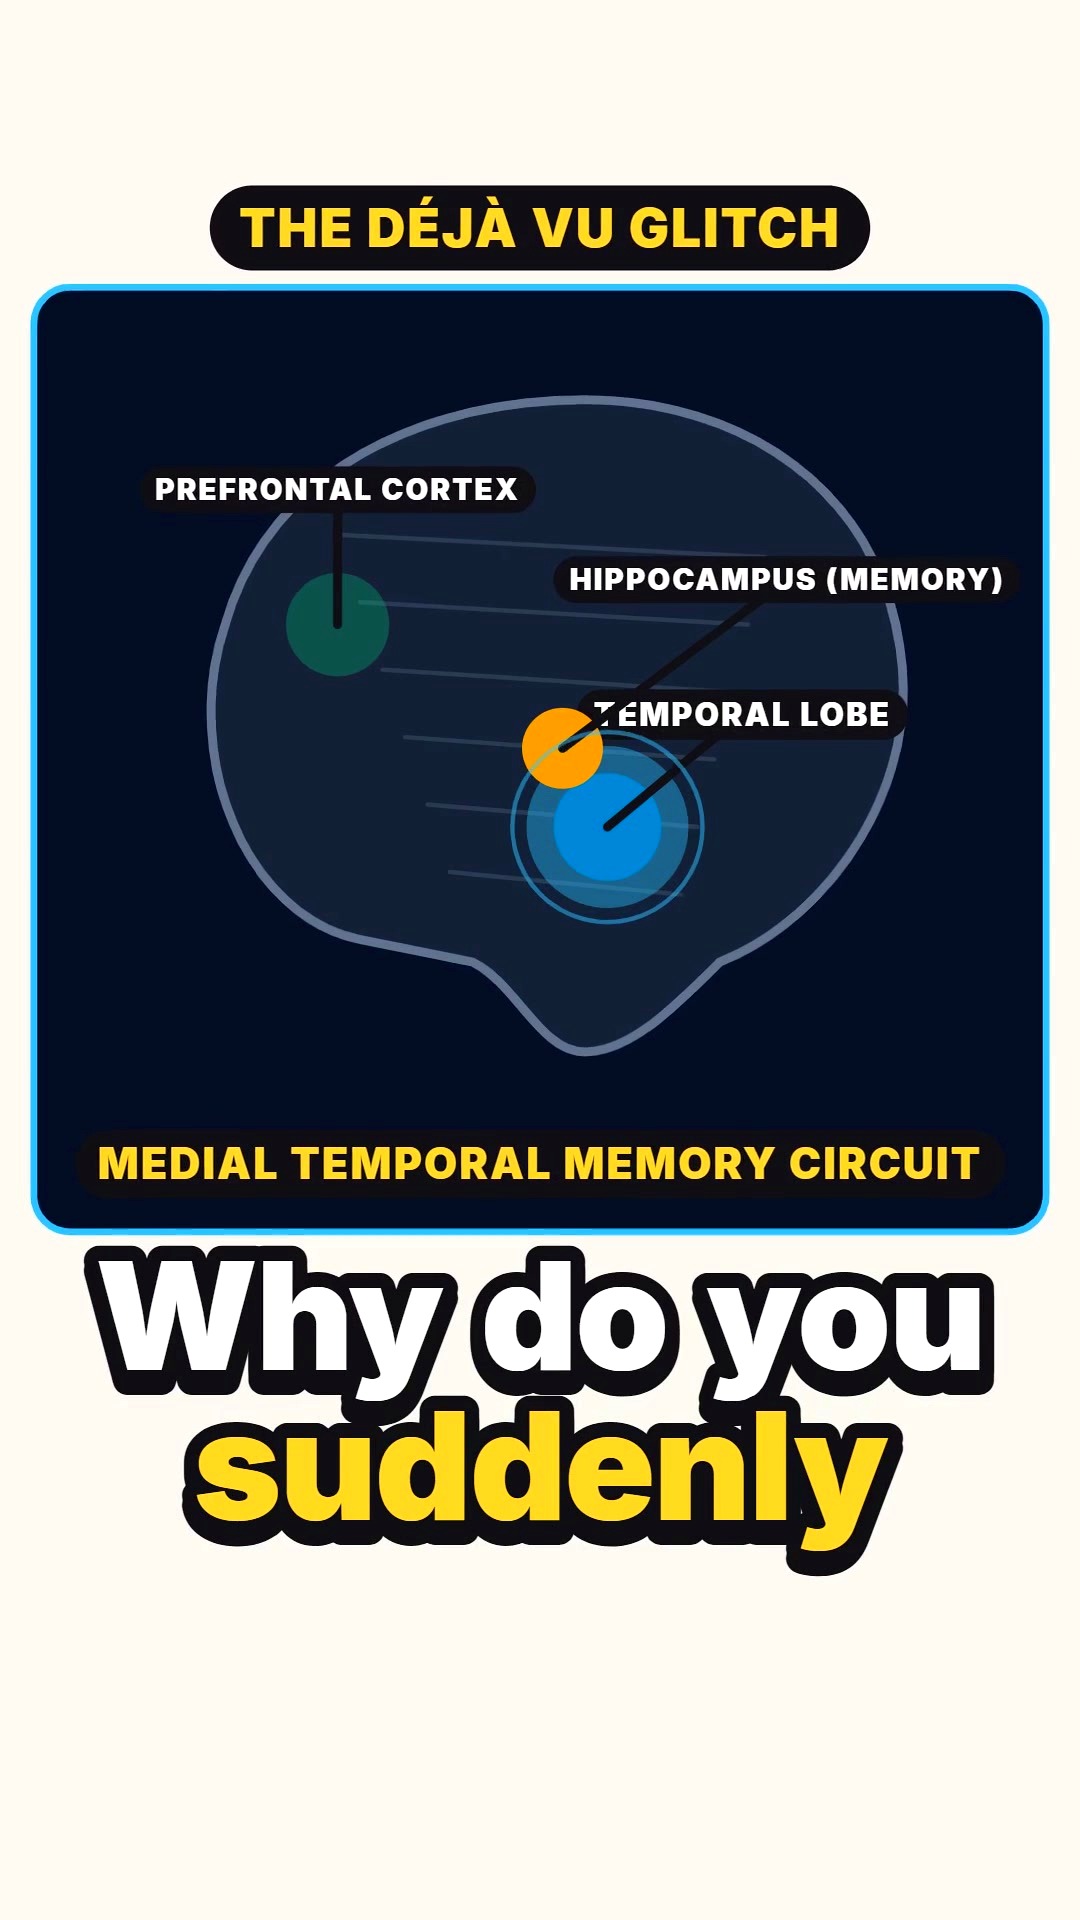 THE DÉJÀ VU GLITCH
PREFRONTAL CORTEX
HIPPOCAMPUS (MEMORY)
TEMPORAL LOBE
MEDIAL TEMPORAL MEMORY CIRCUIT
Why do you
suddenly